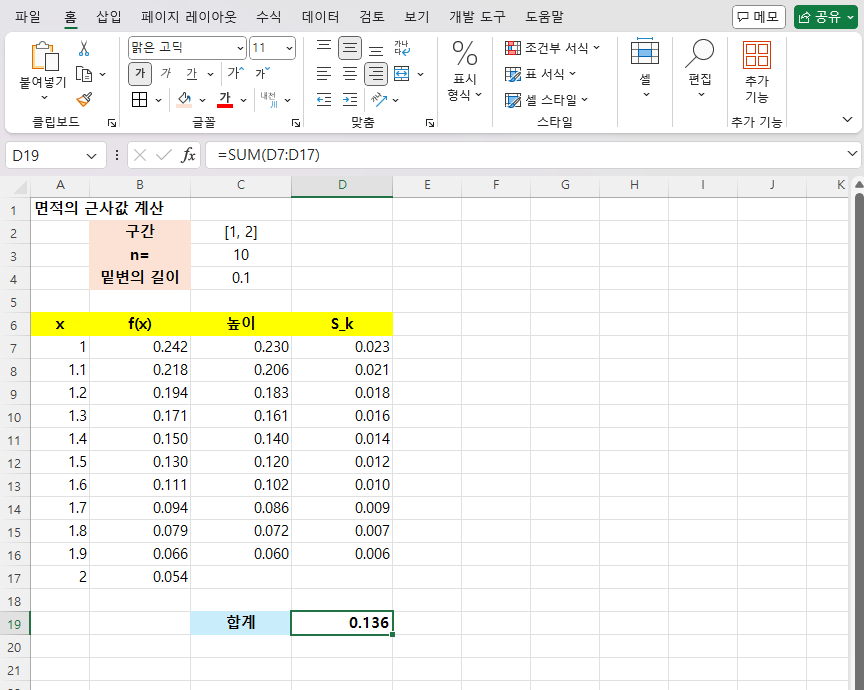 파일 홈 삽입 페이지 레이아웃 수식 데이터 검토 보기 개발 도구 도움말 메모 공유
붙여넣기
클립보드
맑은 고딕 11
가 가 가 가 가
가 내천
글꼴
가나다
맞춤
%
표시
형식
조건부 서식
표 서식
셀 스타일
스타일
셀
편집
추가
기능
추가 기능
D19 fx =SUM(D7:D17)
A B C D E F G H I J K
1 면적의 근사값 계산
2 구간 [1, 2]
3 n= 10
4 밑변의 길이 0.1
5
6 x f(x) 높이 S_k
7 1 0.242 0.230 0.023
8 1.1 0.218 0.206 0.021
9 1.2 0.194 0.183 0.018
10 1.3 0.171 0.161 0.016
11 1.4 0.150 0.140 0.014
12 1.5 0.130 0.120 0.012
13 1.6 0.111 0.102 0.010
14 1.7 0.094 0.086 0.009
15 1.8 0.079 0.072 0.007
16 1.9 0.066 0.060 0.006
17 2 0.054
18
19 합계 0.136
20
21